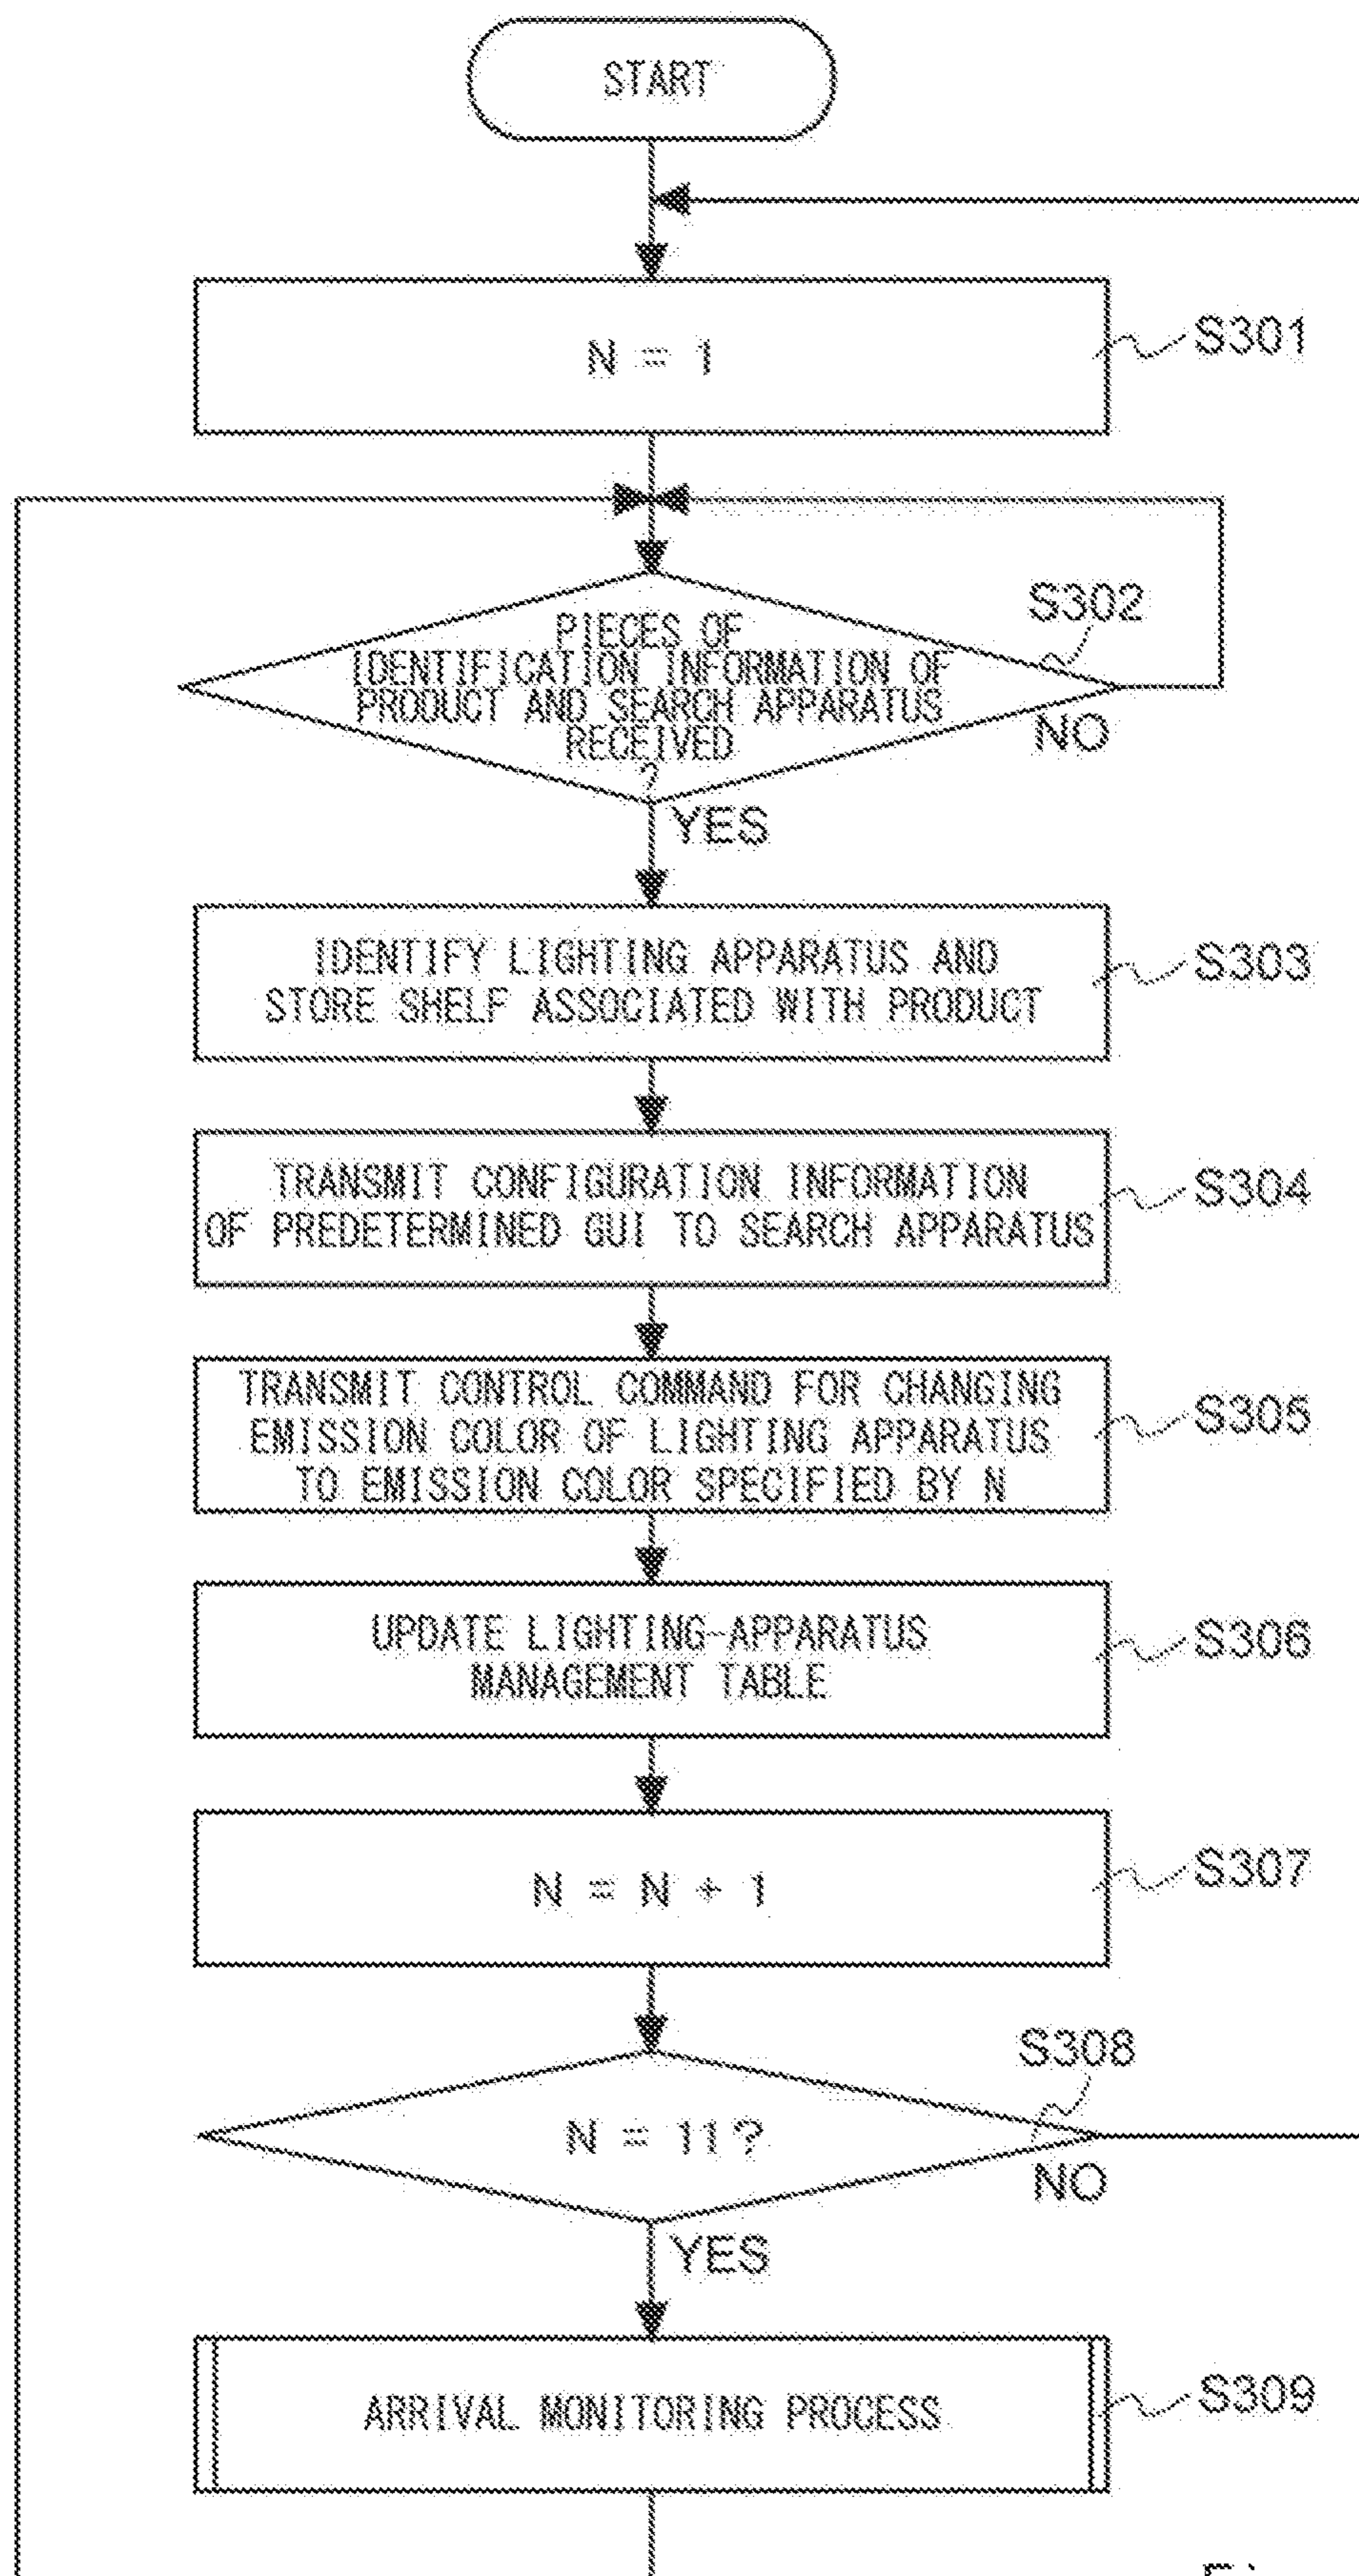 START
N = 1
S301
PIECES OF
IDENTIFICATION INFORMATION OF
PRODUCT AND SEARCH APPARATUS
RECEIVED
?
S302
NO
YES
IDENTIFY LIGHTING APPARATUS AND
STORE SHELF ASSOCIATED WITH PRODUCT
S303
TRANSMIT CONFIGURATION INFORMATION
OF PREDETERMINED GUI TO SEARCH APPARATUS
S304
TRANSMIT CONTROL COMMAND FOR CHANGING
EMISSION COLOR OF LIGHTING APPARATUS
TO EMISSION COLOR SPECIFIED BY N
S305
UPDATE LIGHTING-APPARATUS
MANAGEMENT TABLE
S306
N = N + 1
S307
N = 11?
S308
NO
YES
ARRIVAL MONITORING PROCESS
S309